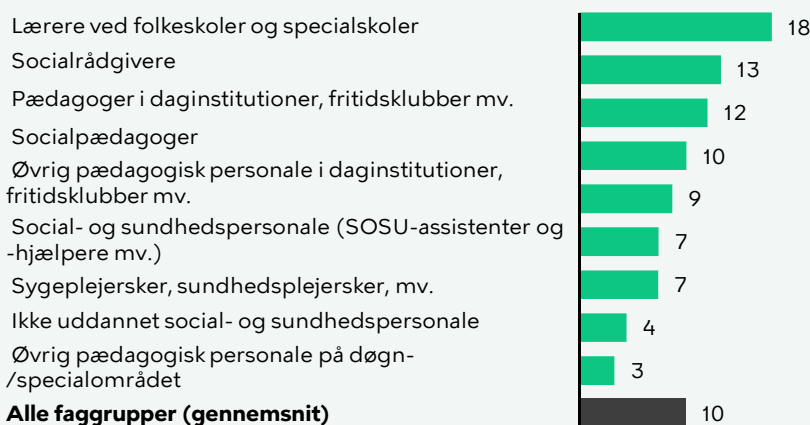 Lærere ved folkeskoler og specialskoler 18
Socialrådgivere 13
Pædagoger i daginstitutioner, fritidsklubber mv. 12
Socialpædagoger 10
Øvrig pædagogisk personale i daginstitutioner,
fritidsklubber mv. 9
Social- og sundhedspersonale (SOSU-assistenter og
-hjælpere mv.) 7
Sygeplejersker, sundhedsplejersker, mv. 7
Ikke uddannet social- og sundhedspersonale 4
Øvrig pædagogisk personale på døgn-
/specialområdet 3
Alle faggrupper (gennemsnit) 10